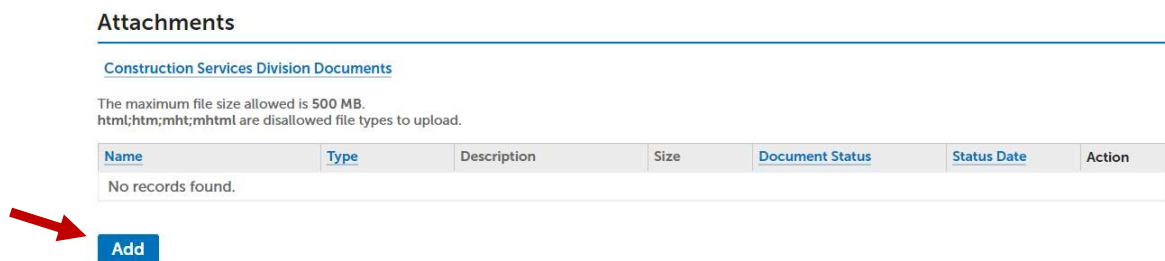 Attachments
Construction Services Division Documents
The maximum file size allowed is 500 MB.
html;htm;mht;mhtml are disallowed file types to upload.
Name Type Description Size Document Status Status Date Action
No records found.
Add